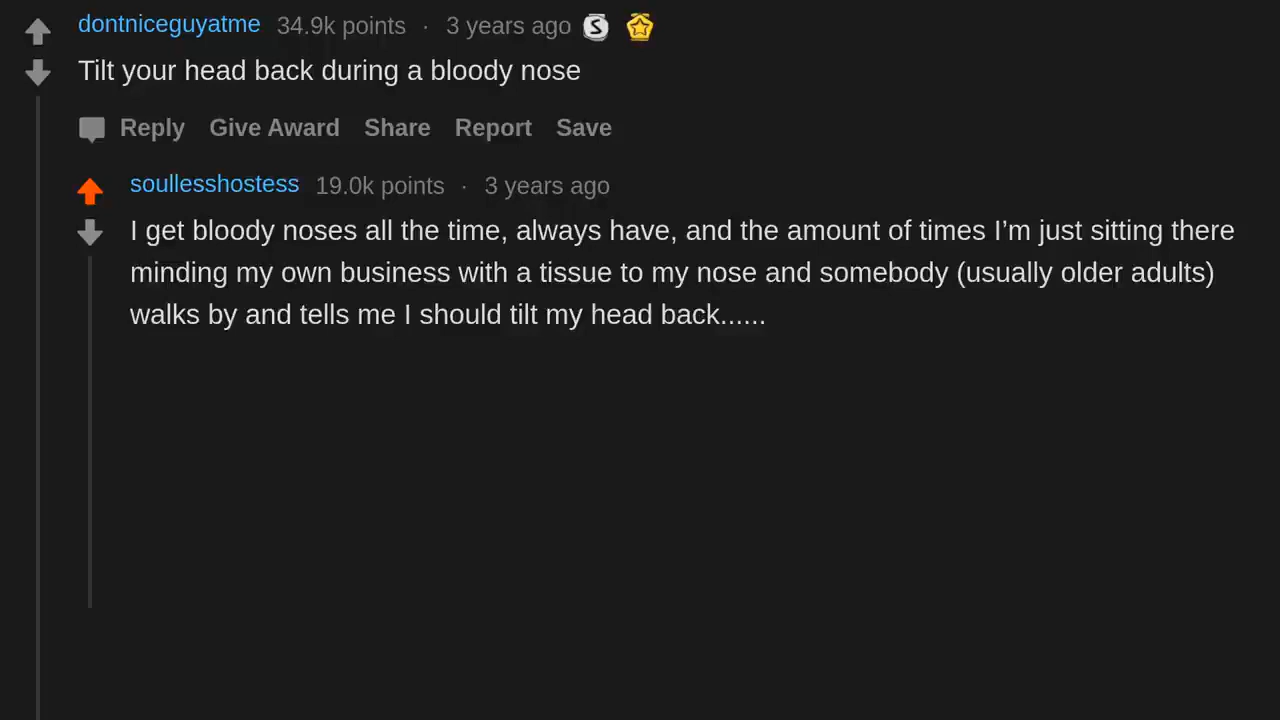 dontniceguyatme 34.9k points · 3 years ago
Tilt your head back during a bloody nose
Reply Give Award Share Report Save
soullesshostess 19.0k points · 3 years ago
I get bloody noses all the time, always have, and the amount of times I’m just sitting there
minding my own business with a tissue to my nose and somebody (usually older adults)
walks by and tells me I should tilt my head back......